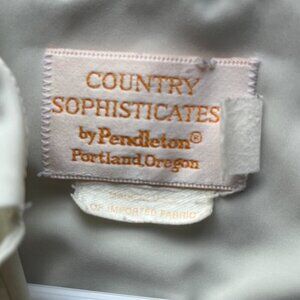 COUNTRY
SOPHISTICATES
by Pendleton®
Portland, Oregon
OF IMPORTED FABRIC